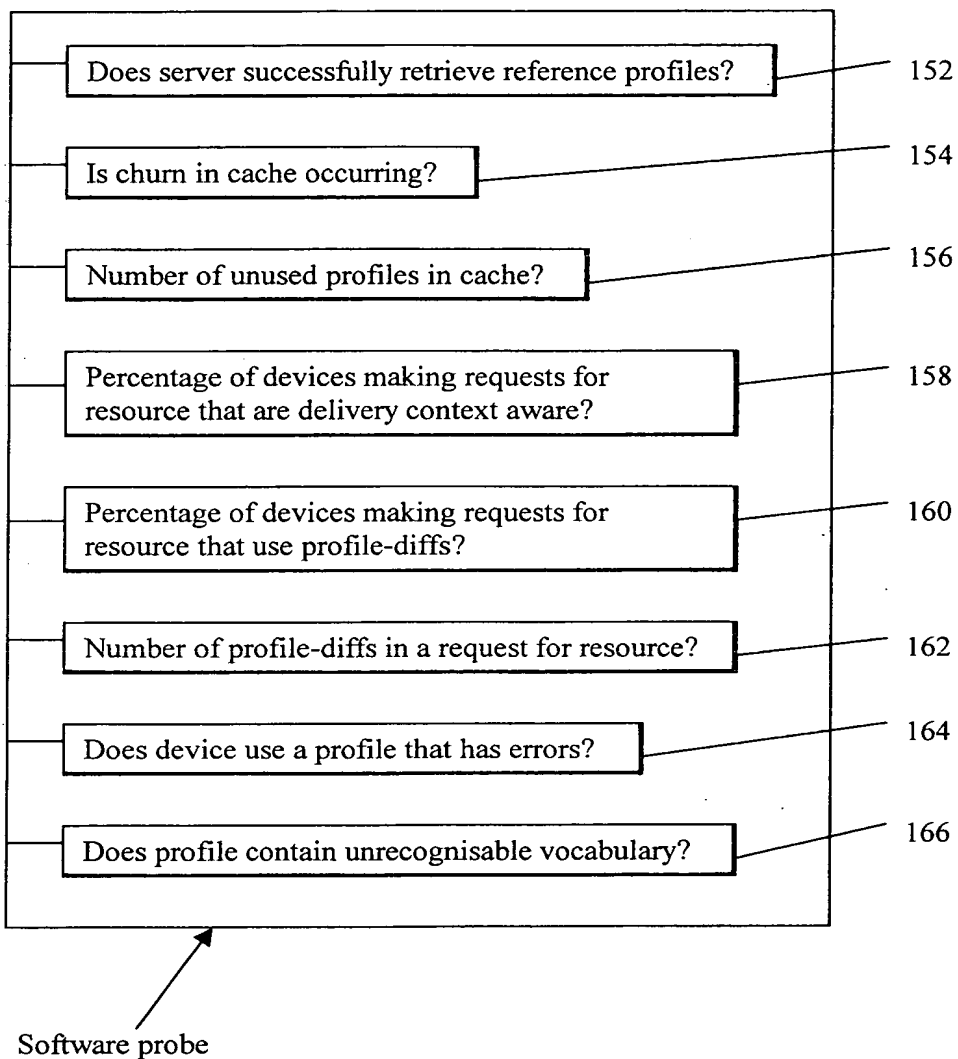 Does server successfully retrieve reference profiles?
152
Is churn in cache occurring?
154
Number of unused profiles in cache?
156
Percentage of devices making requests for
resource that are delivery context aware?
158
Percentage of devices making requests for
resource that use profile-diffs?
160
Number of profile-diffs in a request for resource?
162
Does device use a profile that has errors?
164
Does profile contain unrecognisable vocabulary?
166
Software probe